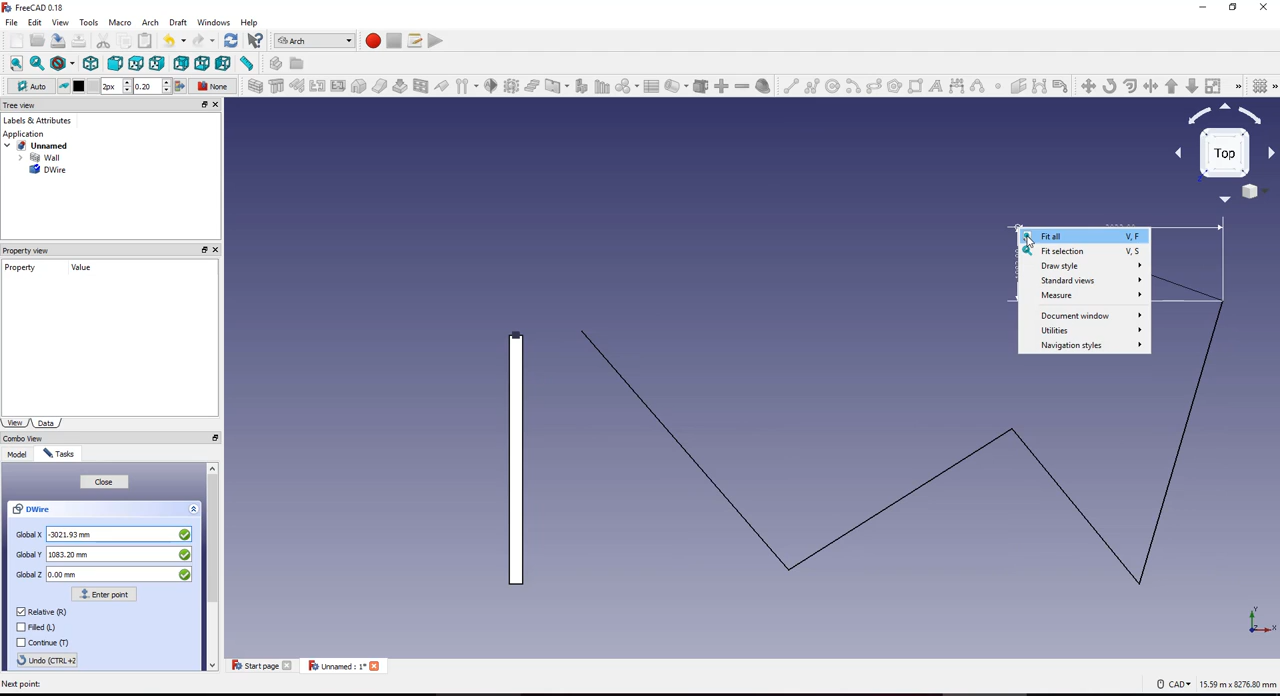 FreeCAD 0.18
File Edit View Tools Macro Arch Draft Windows Help
Arch
Auto 2px 0.20 None
Tree view
Labels & Attributes
Application
Unnamed
Wall
DWire
Property view
Property Value
View Data
Combo View
Model Tasks
Close
DWire
Global X -3021.93 mm
Global Y 1083.20 mm
Global Z 0.00 mm
Enter point
Relative (R)
Filled (L)
Continue (T)
Undo (CTRL+Z
Next point:
Top
Z
Fit all V, F
Fit selection V, S
Draw style
Standard views
Measure
Document window
Utilities
Navigation styles
Y
Z X
Start page
Unnamed : 1*
CAD 15.59 m x 8276.80 mm